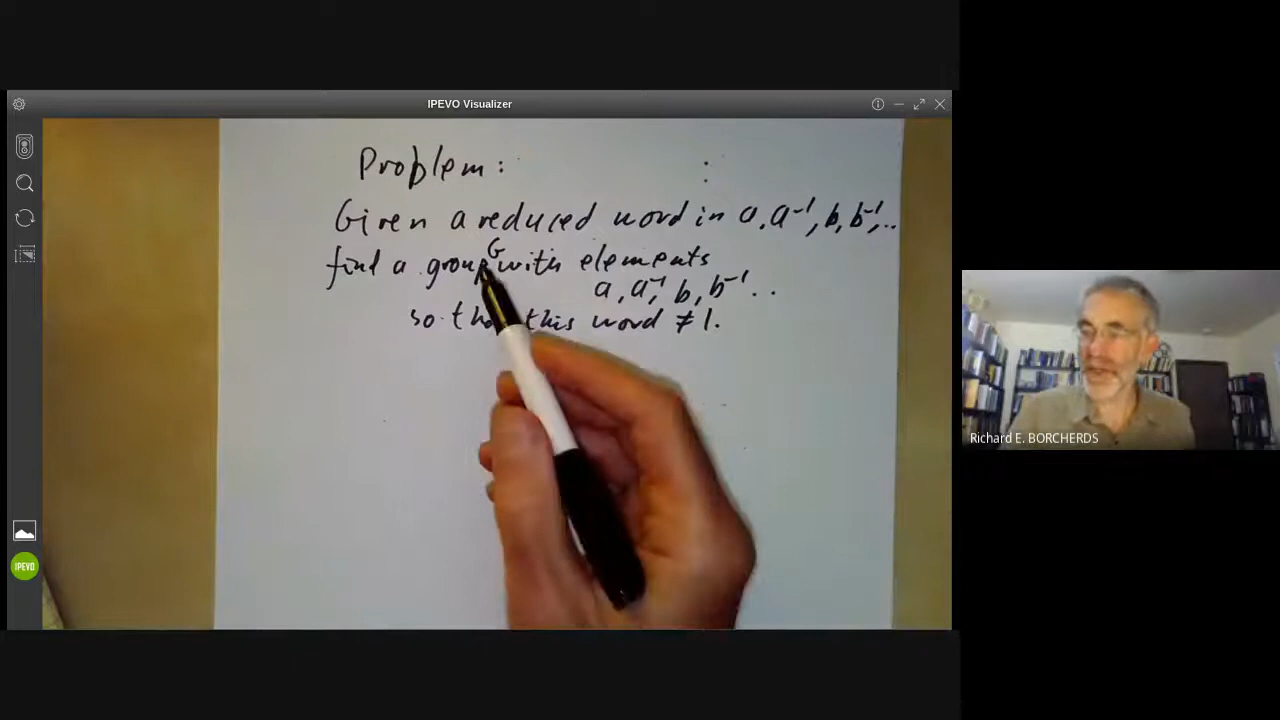 IPEVO Visualizer
Problem:
Given a reduced word in a, a⁻¹, b, b⁻¹, ..
find a group G with elements
a, a⁻¹, b, b⁻¹ ..
so that this word ≠ 1.
Richard E. BORCHERDS
IPEVO